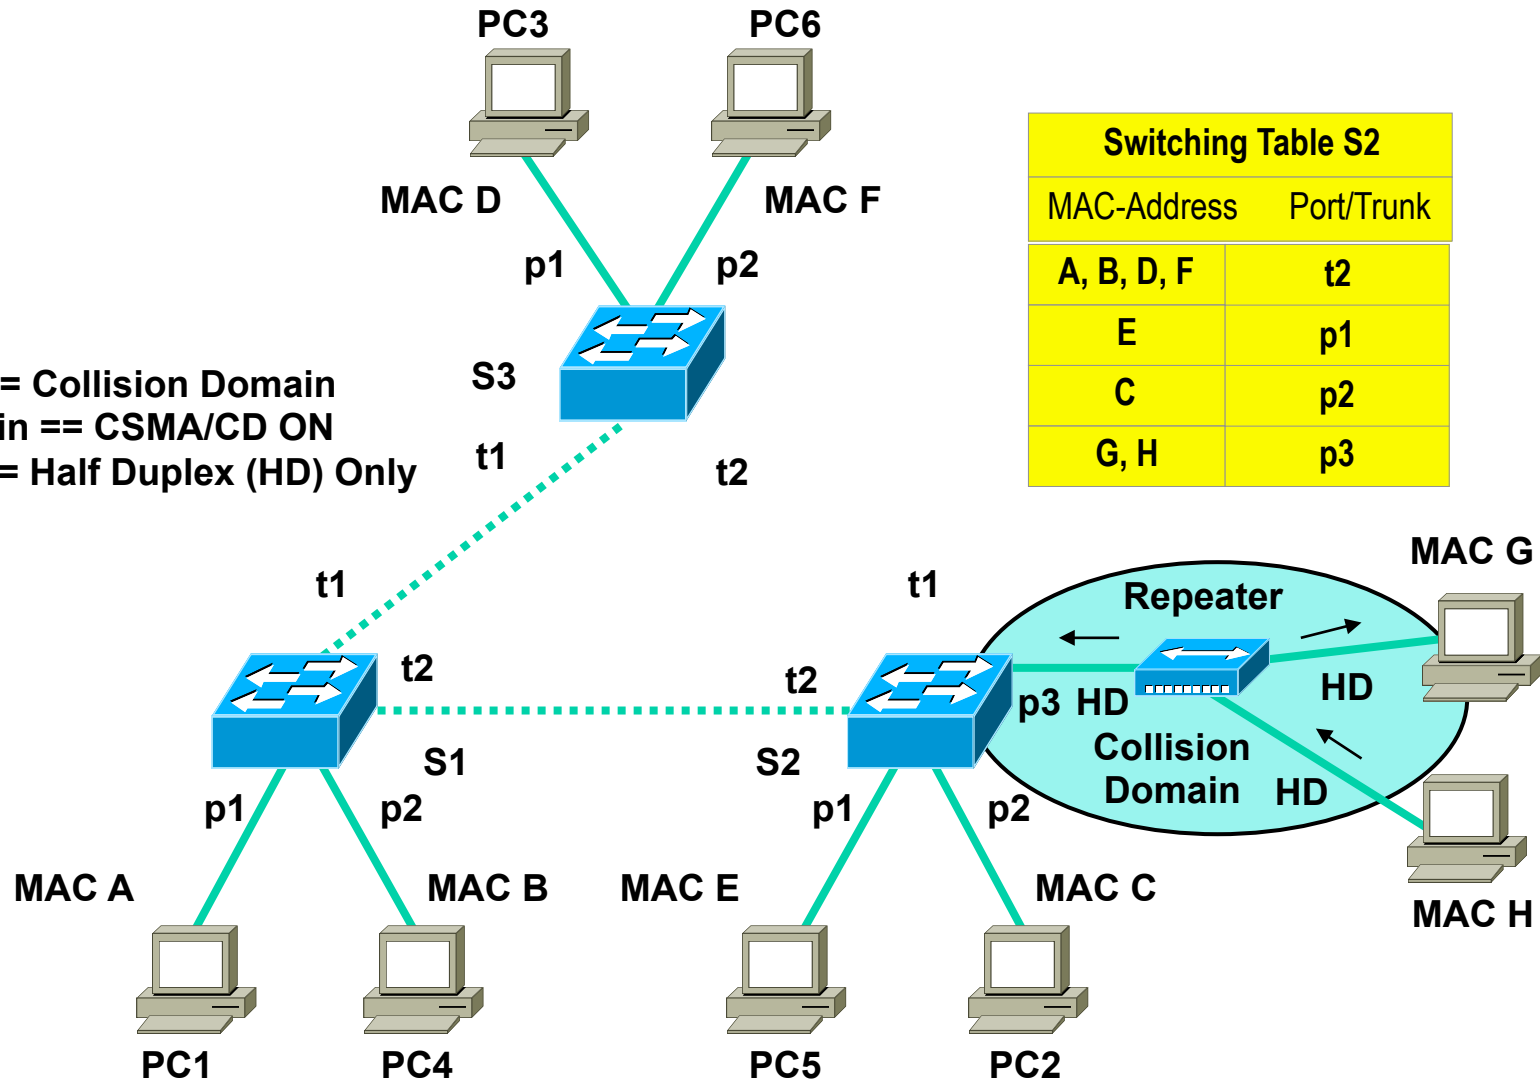 PC3
PC6
MAC D
MAC F
p1
p2
S3
t1
t2
Switching Table S2
MAC-Address Port/Trunk
A, B, D, F t2
E p1
C p2
G, H p3
= Collision Domain
in == CSMA/CD ON
= Half Duplex (HD) Only
t1
t2
S1
p1
p2
MAC A
MAC B
PC1
PC4
t1
t2
S2
p3
HD
p1
p2
MAC E
MAC C
PC5
PC2
Repeater
HD
Collision
Domain
HD
MAC G
MAC H